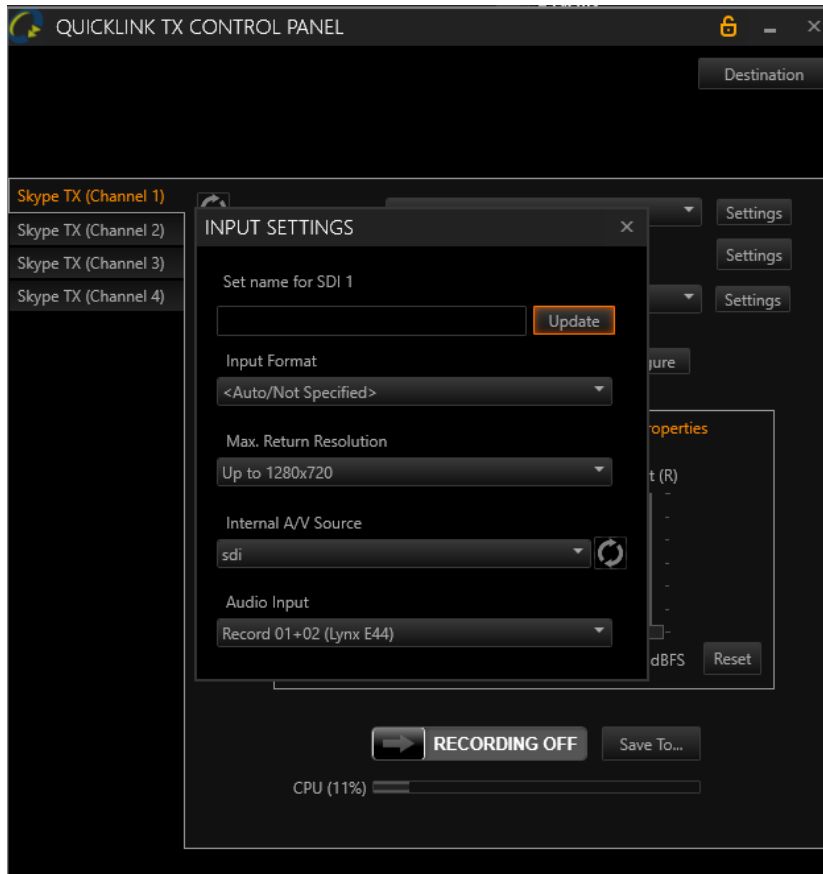 QUICKLINK TX CONTROL PANEL
Destination
Skype TX (Channel 1)
Skype TX (Channel 2)
Skype TX (Channel 3)
Skype TX (Channel 4)
Settings
Settings
Settings
INPUT SETTINGS
Set name for SDI 1
Update
Input Format
<Auto/Not Specified>
Max. Return Resolution
Up to 1280x720
Internal A/V Source
sdi
Audio Input
Record 01+02 (Lynx E44)
(R)
dBFS
Reset
RECORDING OFF
Save To...
CPU (11%)